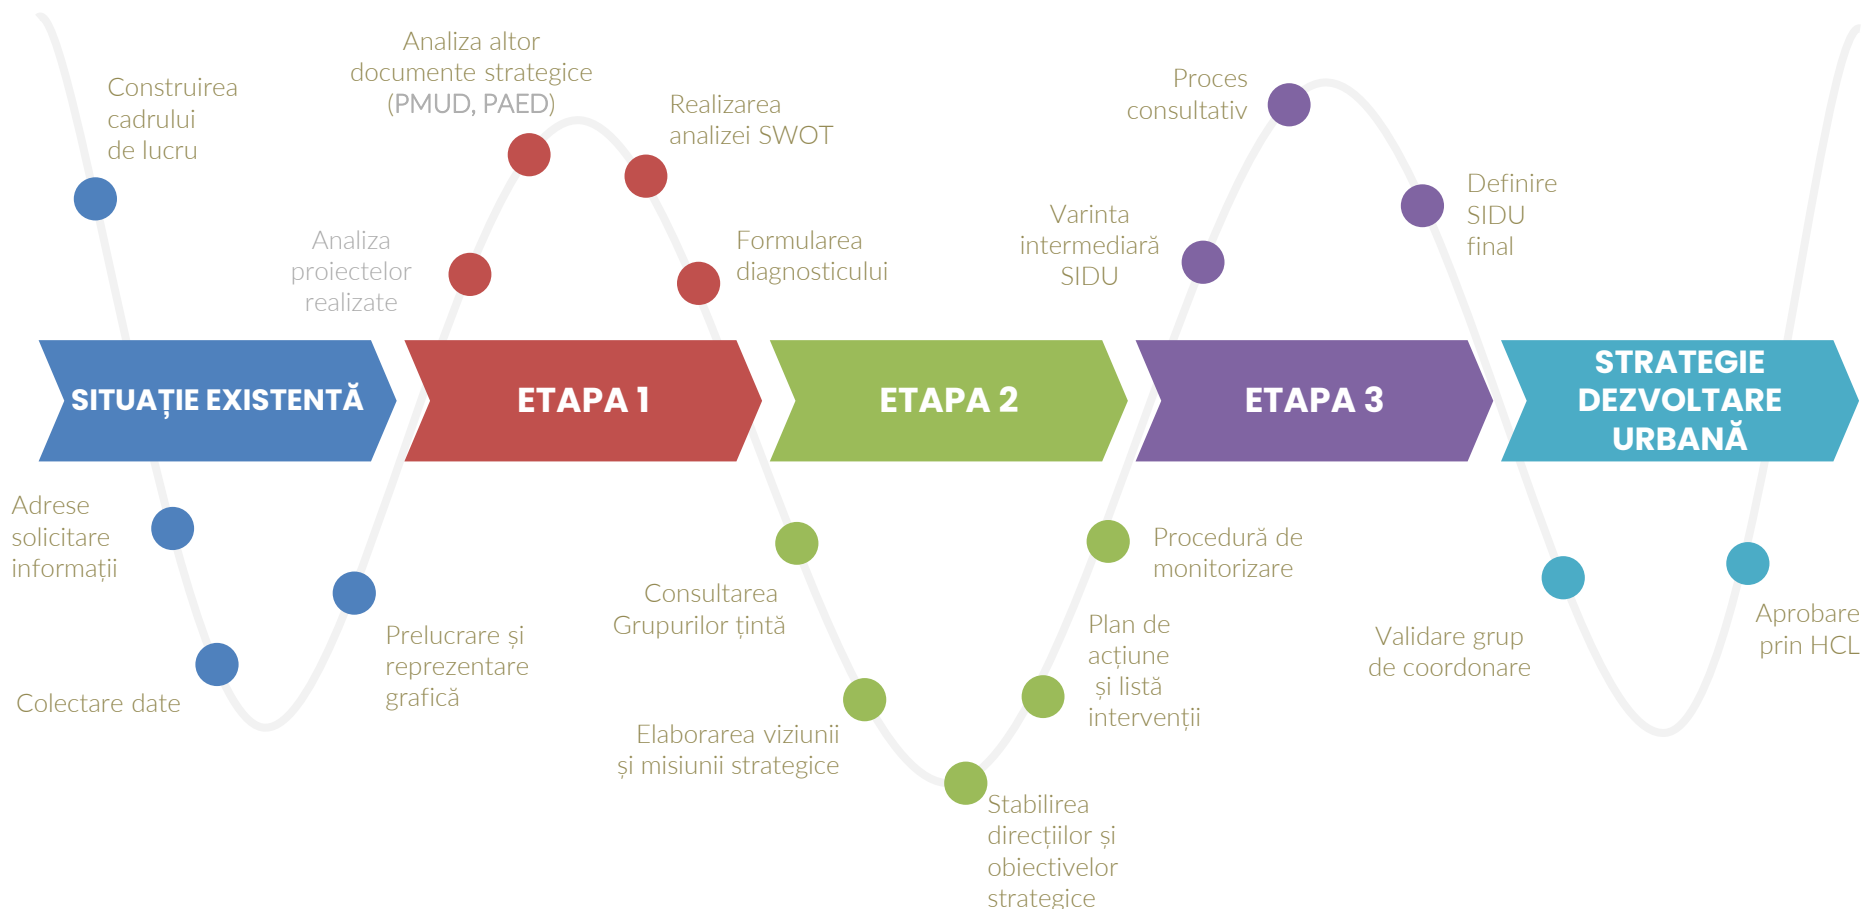 Construirea
cadrului
de lucru
Analiza altor
documente strategice
(PMUD, PAED)
Realizarea
analizei SWOT
Analiza
proiectelor
realizate
Formularea
diagnosticului
Proces
consultativ
Varinta
intermediară
SIDU
Definire
SIDU
final
SITUAȚIE EXISTENTĂ
ETAPA 1
ETAPA 2
ETAPA 3
STRATEGIE
DEZVOLTARE
URBANĂ
Adrese
solicitare
informații
Colectare date
Prelucrare și
reprezentare
grafică
Consultarea
Grupurilor țintă
Elaborarea viziunii
și misiunii strategice
Stabilirea
direcțiilor și
obiectivelor
strategice
Plan de
acțiune
și listă
intervenții
Procedură de
monitorizare
Validare grup
de coordonare
Aprobare
prin HCL